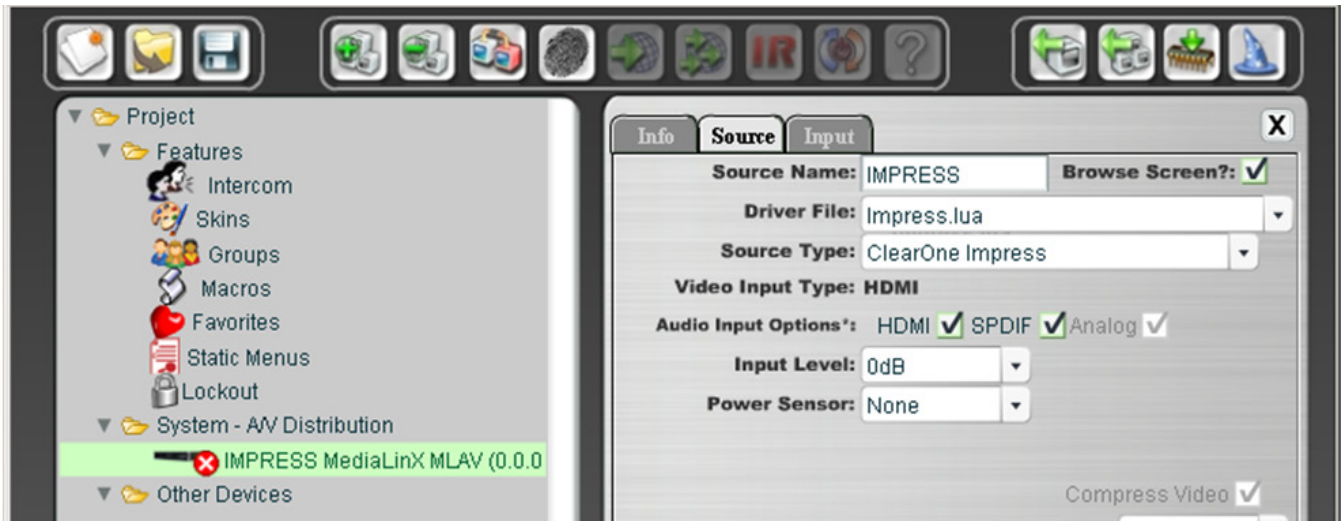 IR ?
Project
Features
Intercom
Skins
Groups
Macros
Favorites
Static Menus
Lockout
System - A/V Distribution
IMPRESS MediaLinX MLAV (0.0.0
Other Devices
Info Source Input X
Source Name: IMPRESS Browse Screen?:
Driver File: Impress.lua
Source Type: ClearOne Impress
Video Input Type: HDMI
Audio Input Options*: HDMI SPDIF Analog
Input Level: 0dB
Power Sensor: None
Compress Video